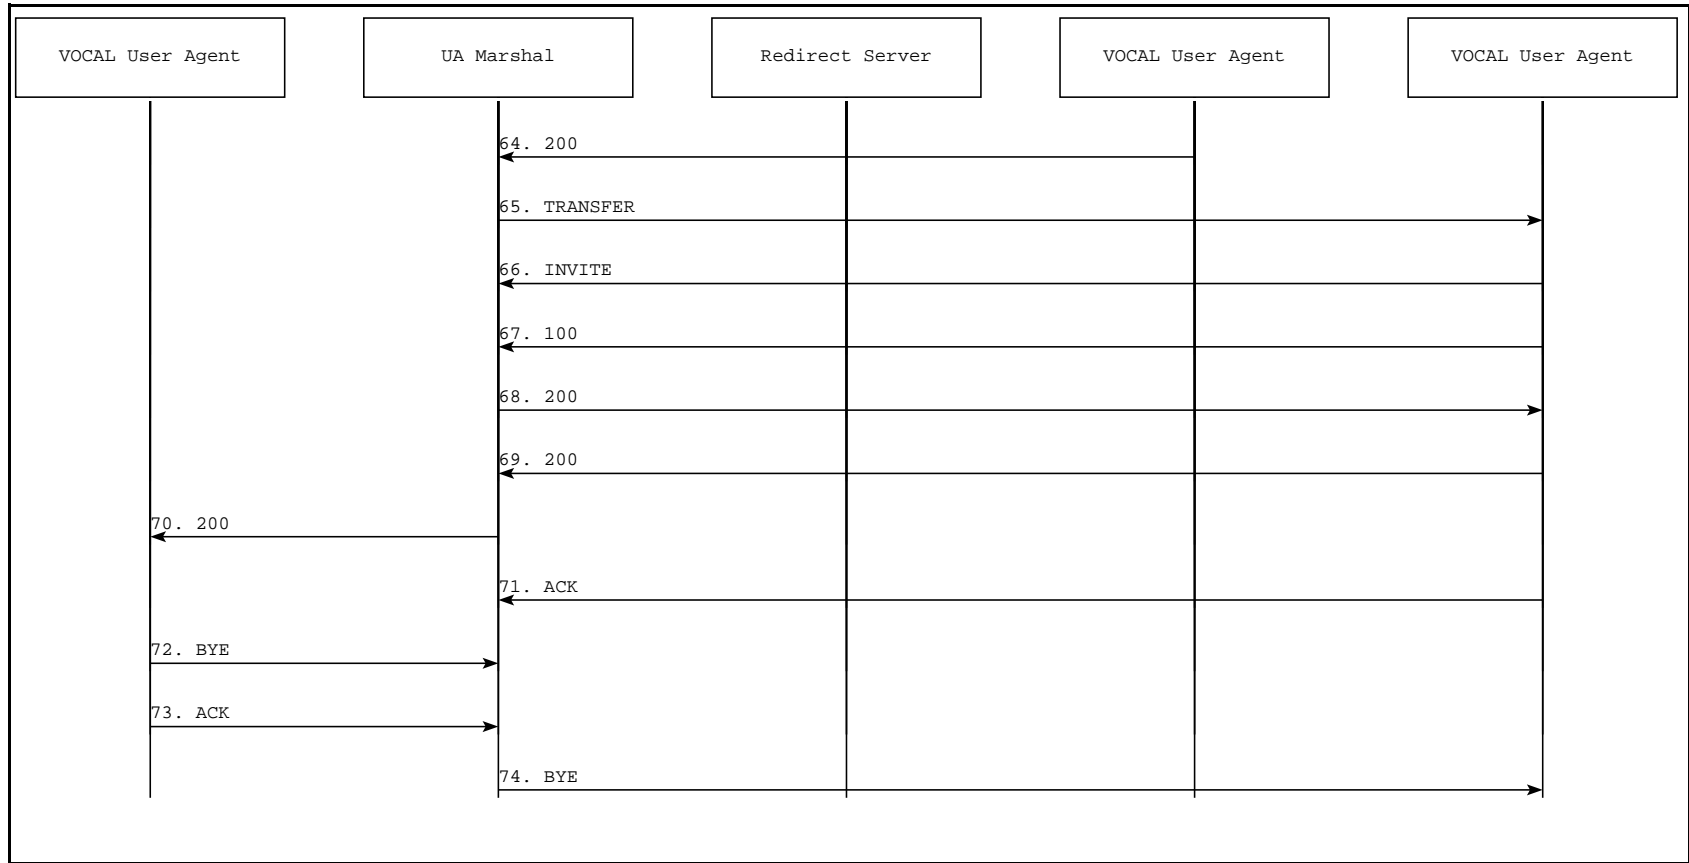 VOCAL User Agent
UA Marshal
Redirect Server
VOCAL User Agent
VOCAL User Agent
64. 200
65. TRANSFER
66. INVITE
67. 100
68. 200
69. 200
70. 200
71. ACK
72. BYE
73. ACK
74. BYE